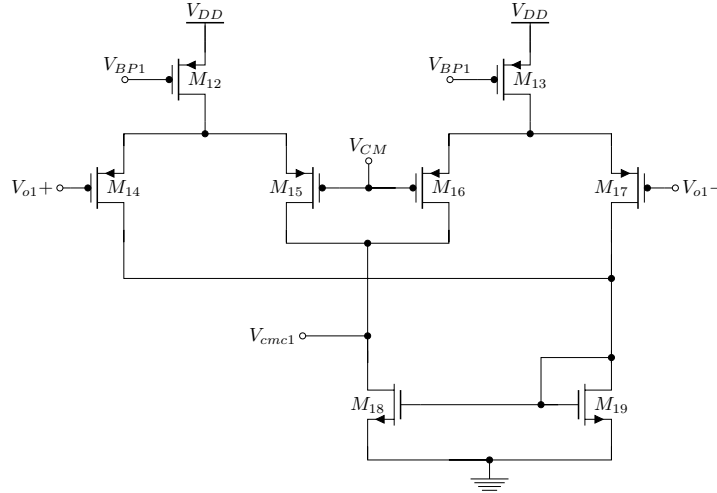 V_DD V_DD
V_BP1 M_12 V_BP1 M_13
V_CM
V_o1+ M_14 M_15 M_16 M_17 V_o1−
V_cmc1
M_18 M_19